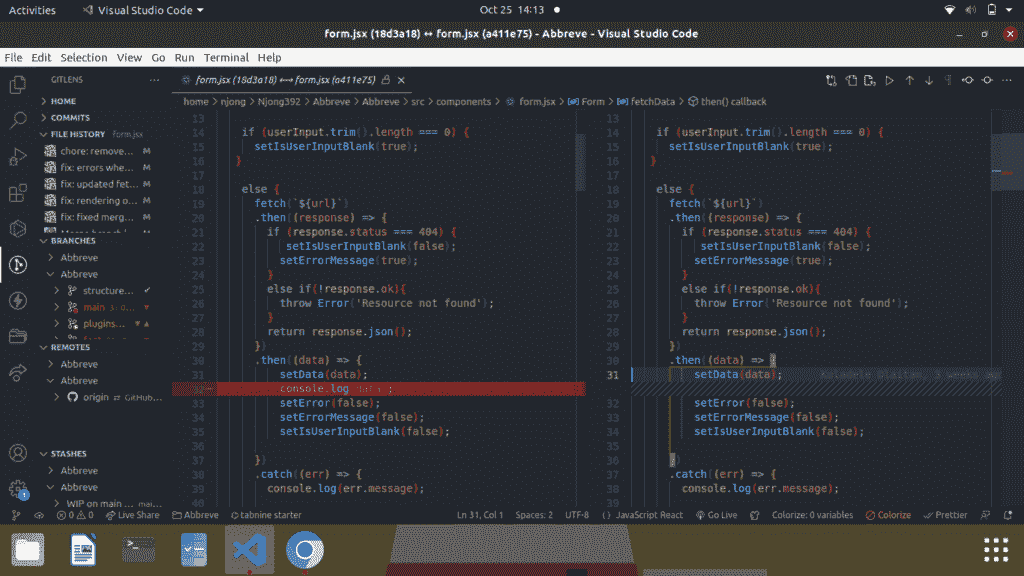 Activities
Visual Studio Code
Oct 25 14:13
form.jsx (18d3a18) ↔ form.jsx (a411e75) - Abbreve - Visual Studio Code
File Edit Selection View Go Run Terminal Help
GITLENS
form.jsx (18d3a18) ⟷ form.jsx (a411e75)
home > njong > Njong392 > Abbreve > Abbreve > src > components > form.jsx > Form > fetchData > then() callback
HOME
COMMITS
FILE HISTORY form.jsx
chore: remove... M
fix: errors whe... M
fix: updated fet... M
fix: rendering o... M
fix: fixed merg... M
BRANCHES
Abbreve
Abbreve
structure...
main
plugins...
REMOTES
Abbreve
Abbreve
origin ⇄ GitHub...
STASHES
Abbreve
Abbreve
WIP on main ... mai...
1
13
14 if (userInput.trim().length === 0) {
15 setIsUserInputBlank(true);
16 }
17
18 else {
19 fetch(`${url}`)
20 .then((response) => {
21 if (response.status === 404) {
22 setIsUserInputBlank(false);
23 setErrorMessage(true);
24 }
25 else if(!response.ok){
26 throw Error('Resource not found');
27 }
28 return response.json();
29 })
30 .then((data) => {
31 setData(data);
console.log data ;
33 setError(false);
34 setErrorMessage(false);
35 setIsUserInputBlank(false);
36
37 })
38 .catch((err) => {
39 console.log(err.message);
40
13
14 if (userInput.trim().length === 0) {
15 setIsUserInputBlank(true);
16 }
17
18 else {
19 fetch(`${url}`)
20 .then((response) => {
21 if (response.status === 404) {
22 setIsUserInputBlank(false);
23 setErrorMessage(true);
24 }
25 else if(!response.ok){
26 throw Error('Resource not found');
27 }
28 return response.json();
29 })
30 .then((data) => {
31 setData(data); 3 weeks ag
32 setError(false);
33 setErrorMessage(false);
34 setIsUserInputBlank(false);
35
36 })
37 .catch((err) => {
38 console.log(err.message);
39
0 0 Live Share Abbreve tabnine starter Ln 31, Col 1 Spaces: 2 UTF-8 {} JavaScript React Go Live Colorize: 0 variables Colorize Prettier